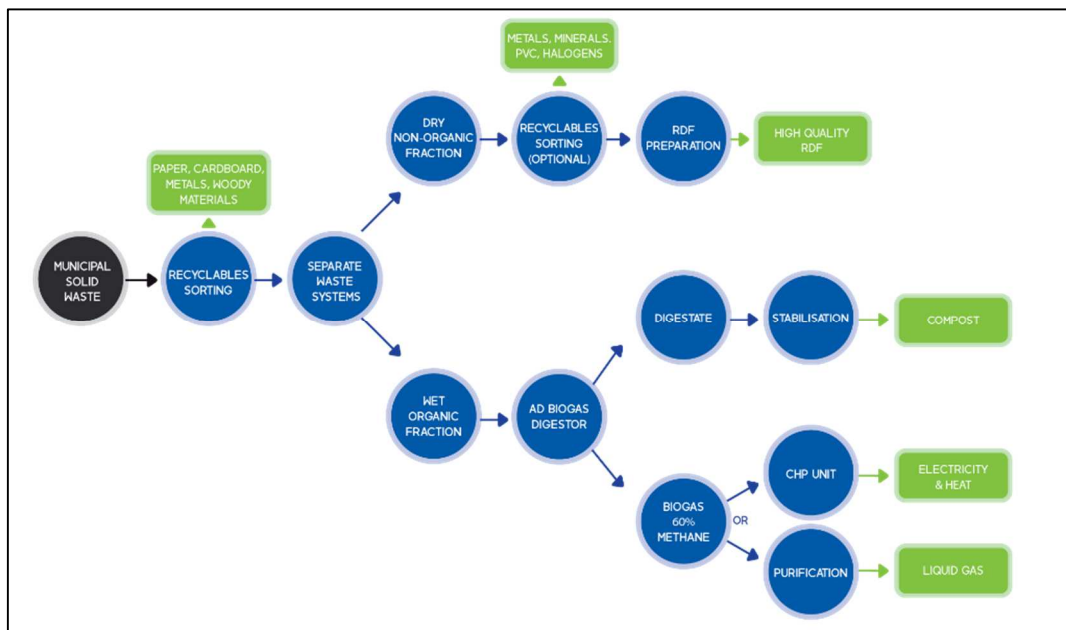 METALS, MINERALS.
PVC, HALOGENS
DRY
NON-ORGANIC
FRACTION
RECYCLABLES
SORTING
(OPTIONAL)
RDF
PREPARATION
HIGH QUALITY
RDF
PAPER, CARDBOARD,
METALS, WOODY
MATERIALS
MUNICIPAL
SOLID
WASTE
RECYCLABLES
SORTING
SEPARATE
WASTE
SYSTEMS
DIGESTATE
STABILISATION
COMPOST
WET
ORGANIC
FRACTION
AD BIOGAS
DIGESTOR
BIOGAS
60%
METHANE
OR
CHP UNIT
ELECTRICITY
& HEAT
PURIFICATION
LIQUID GAS